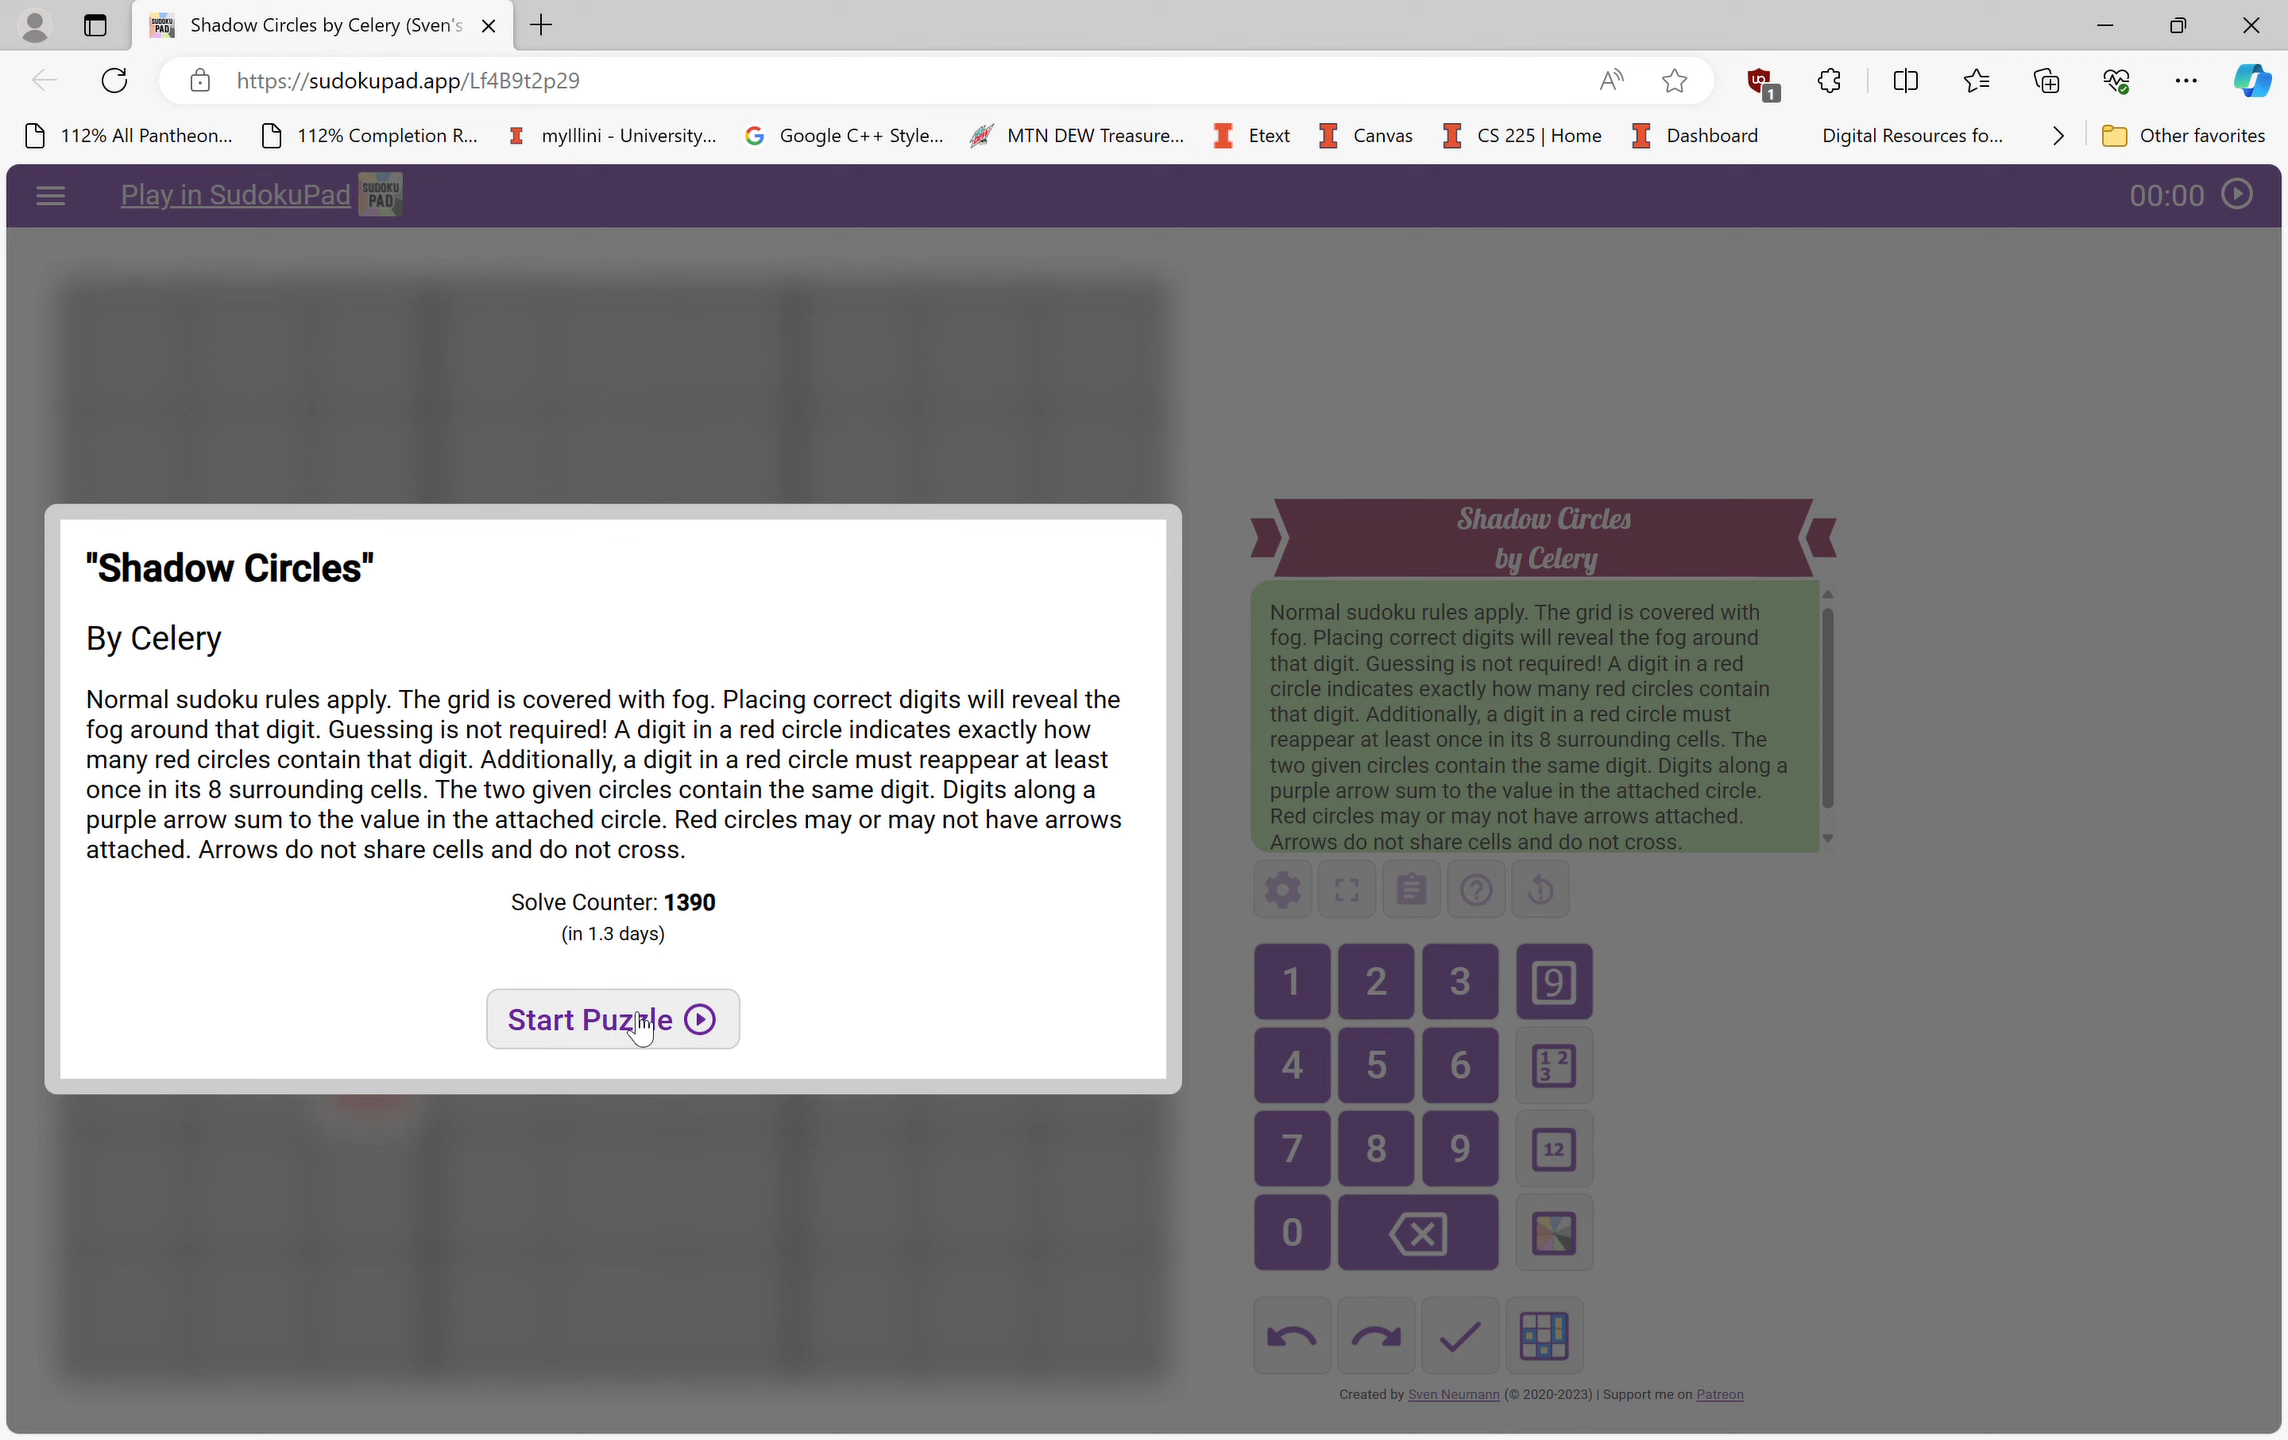 Shadow Circles by Celery (Sven's
https://sudokupad.app/Lf4B9t2p29
1
112% All Pantheon...
112% Completion R...
myIllini - University...
Google C++ Style...
MTN DEW Treasure...
Etext
Canvas
CS 225 | Home
Dashboard
Digital Resources fo...
Other favorites
Play in SudokuPad
SUDOKU
PAD
00:00
"Shadow Circles"
By Celery
Normal sudoku rules apply. The grid is covered with fog. Placing correct digits will reveal the
fog around that digit. Guessing is not required! A digit in a red circle indicates exactly how
many red circles contain that digit. Additionally, a digit in a red circle must reappear at least
once in its 8 surrounding cells. The two given circles contain the same digit. Digits along a
purple arrow sum to the value in the attached circle. Red circles may or may not have arrows
attached. Arrows do not share cells and do not cross.
Solve Counter: 1390
(in 1.3 days)
Start Puzzle
Shadow Circles
by Celery
Normal sudoku rules apply. The grid is covered with
fog. Placing correct digits will reveal the fog around
that digit. Guessing is not required! A digit in a red
circle indicates exactly how many red circles contain
that digit. Additionally, a digit in a red circle must
reappear at least once in its 8 surrounding cells. The
two given circles contain the same digit. Digits along a
purple arrow sum to the value in the attached circle.
Red circles may or may not have arrows attached.
Arrows do not share cells and do not cross.
1 2 3 9
4 5 6 1 2 3
7 8 9 12
0
Created by Sven Neumann (© 2020-2023) | Support me on Patreon